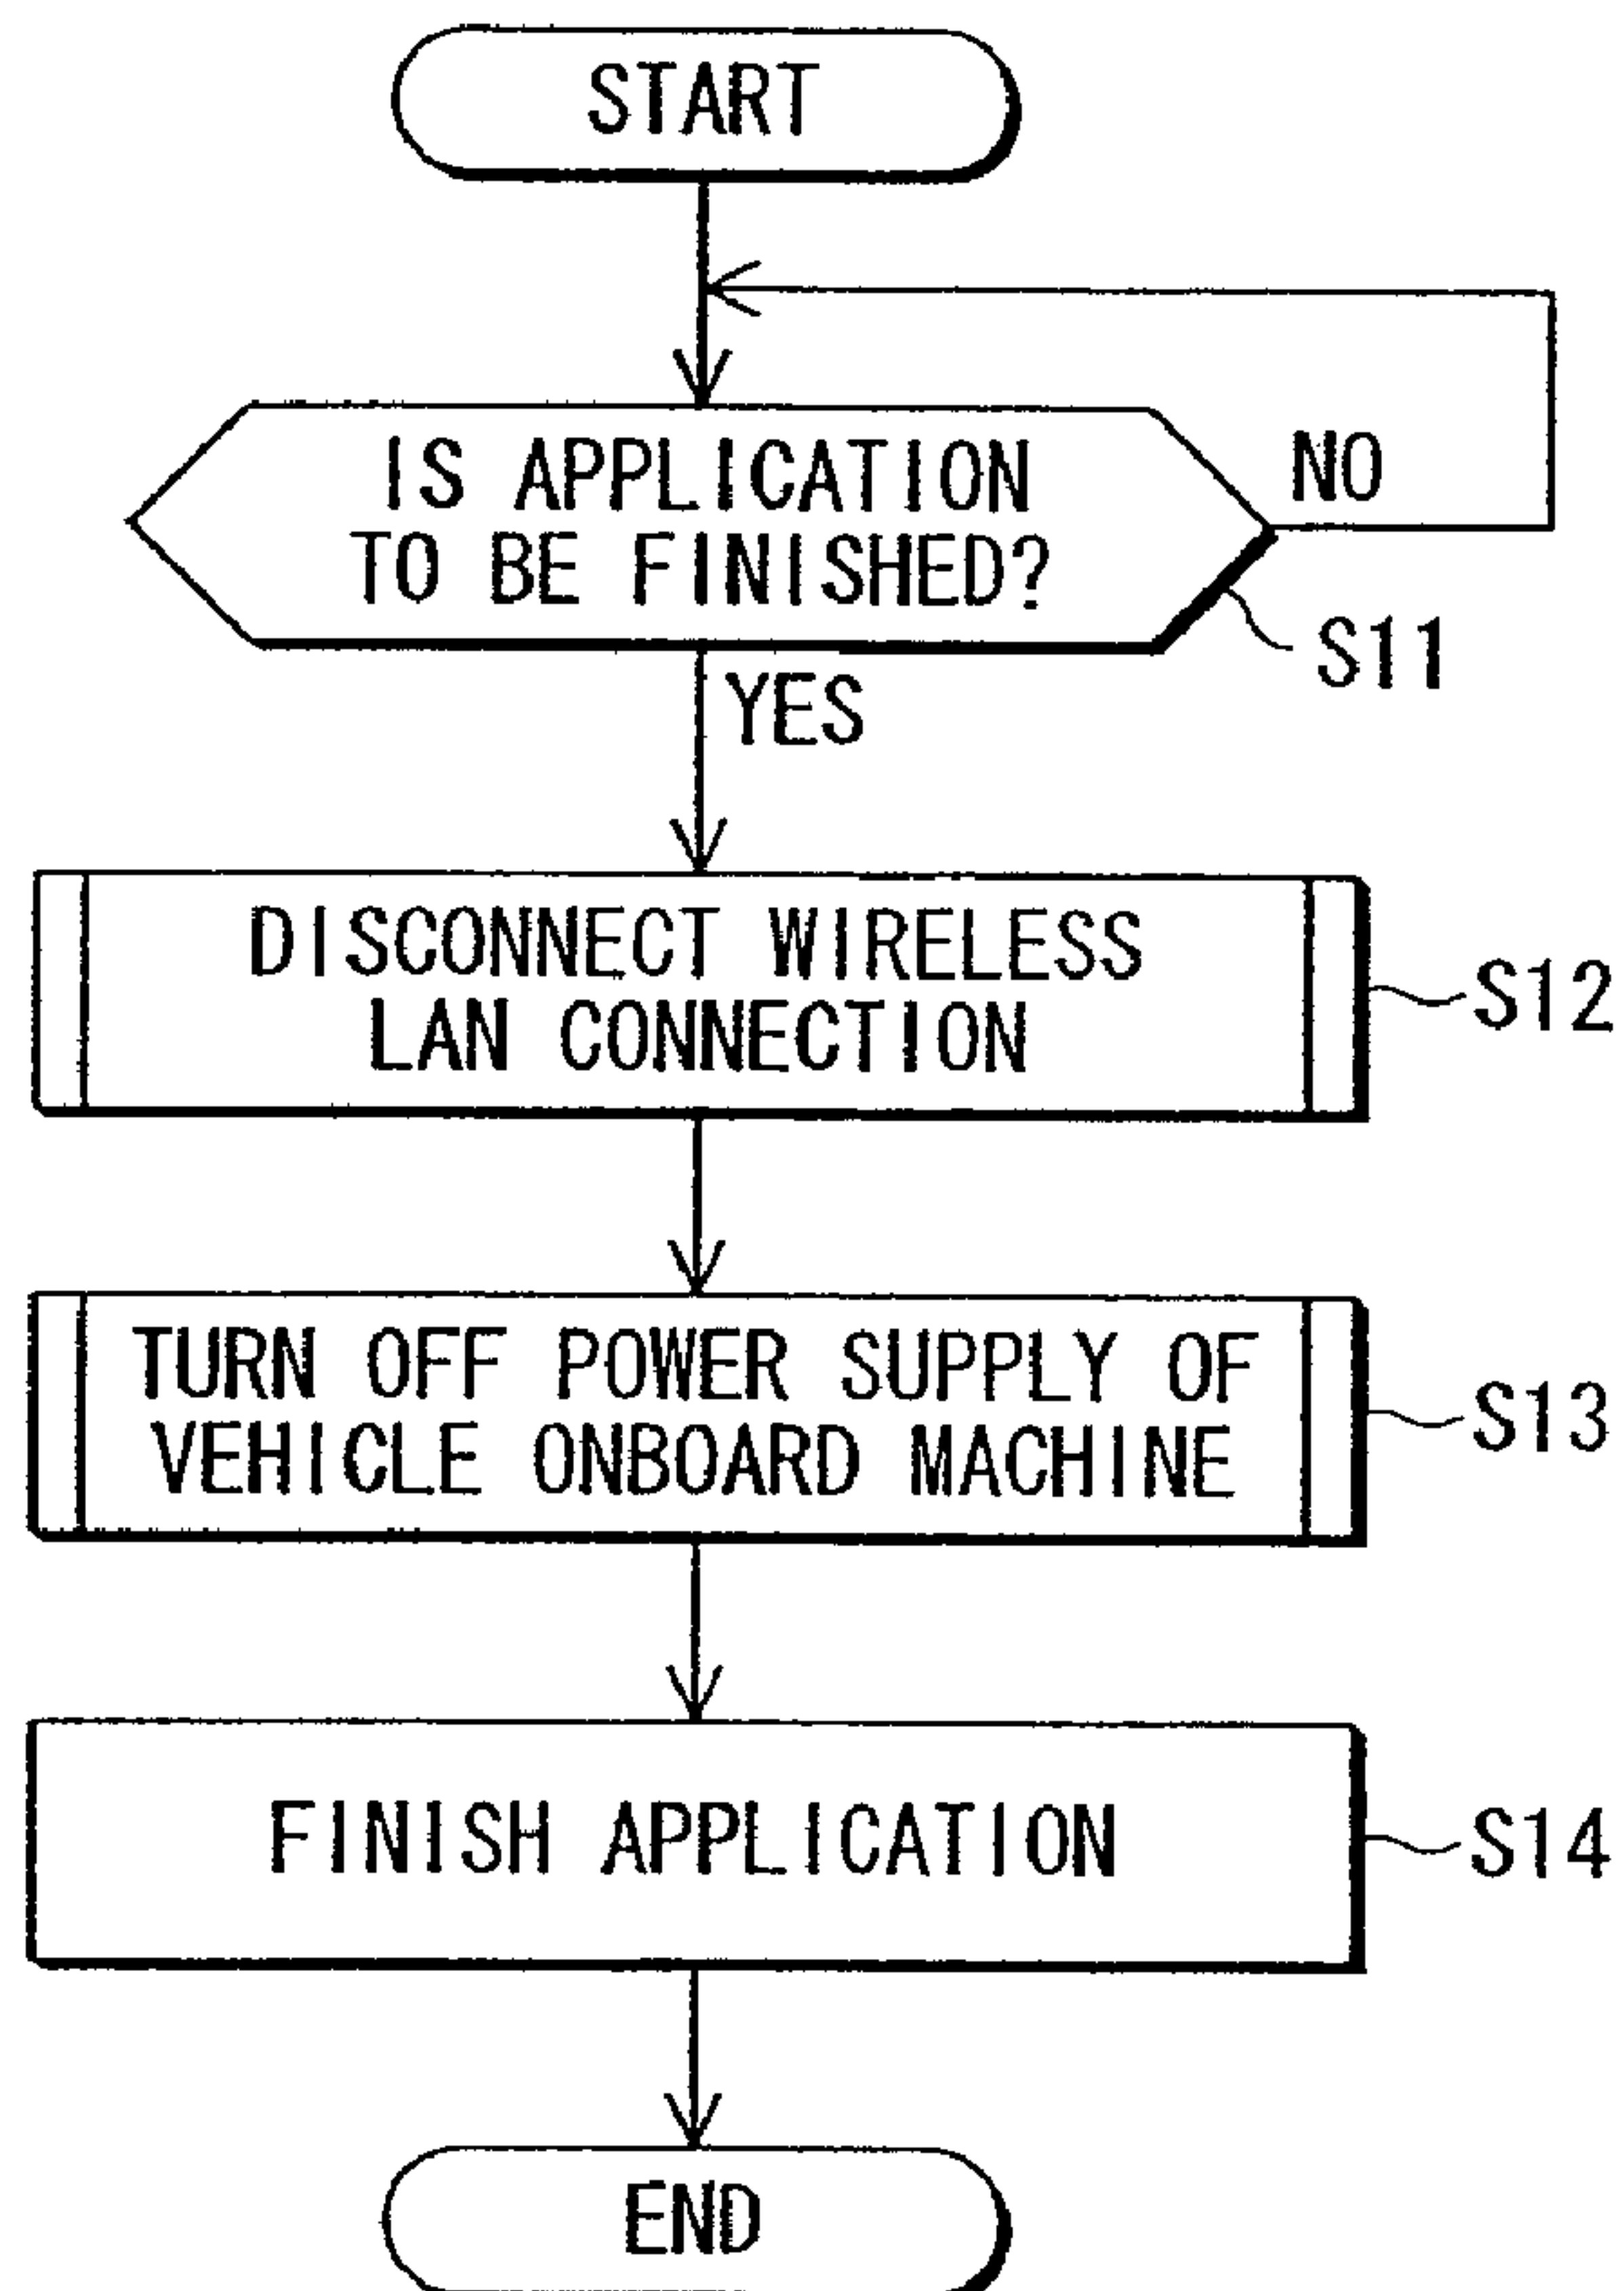 START
IS APPLICATION
TO BE FINISHED?
NO
S11
YES
DISCONNECT WIRELESS
LAN CONNECTION
S12
TURN OFF POWER SUPPLY OF
VEHICLE ONBOARD MACHINE
S13
FINISH APPLICATION
S14
END